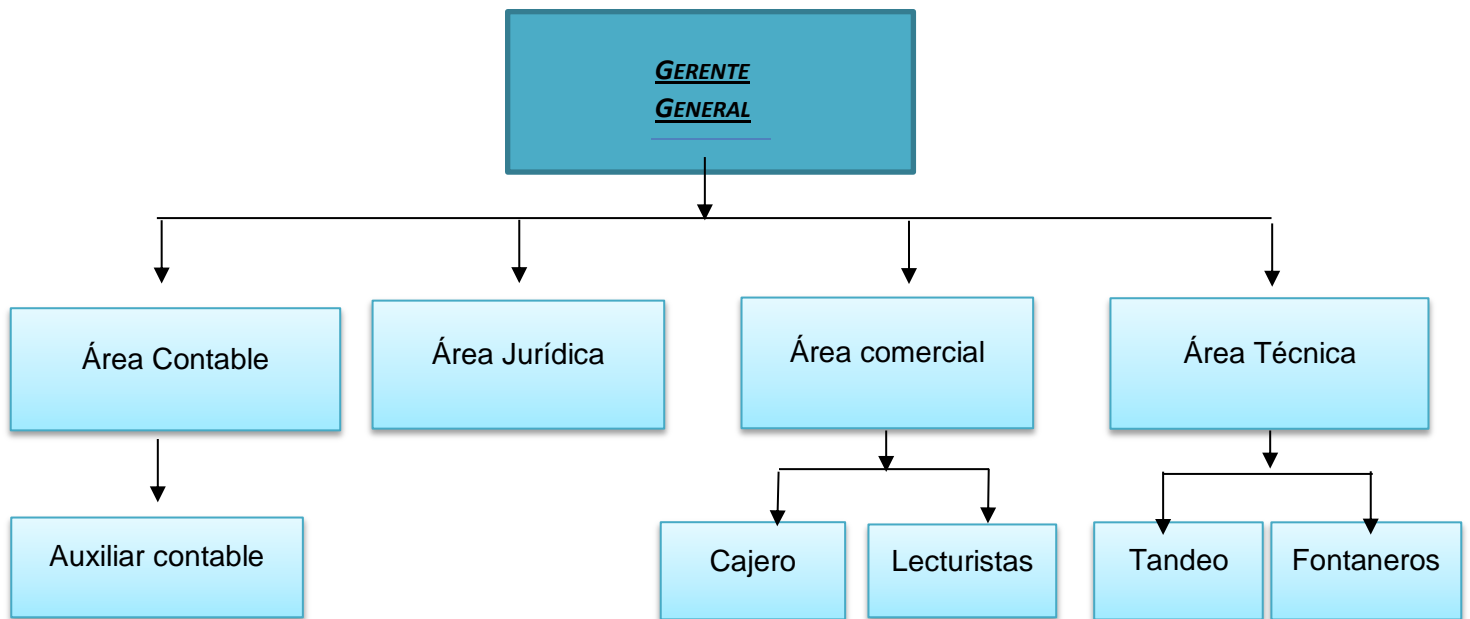 GERENTE
GENERAL
Área Contable
Área Jurídica
Área comercial
Área Técnica
Auxiliar contable
Cajero
Lecturistas
Tandeo
Fontaneros